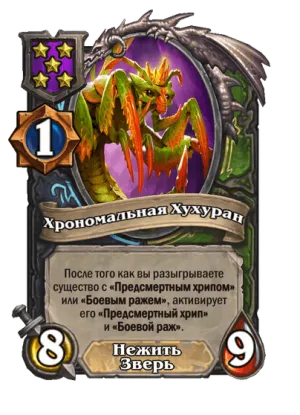 1
Хрономальная Хухуран
После того как вы разыгрываете
существо с «Предсмертным хрипом»
или «Боевым ражем», активирует
его «Предсмертный хрип»
и «Боевой раж».
8
Нежить
Зверь
9